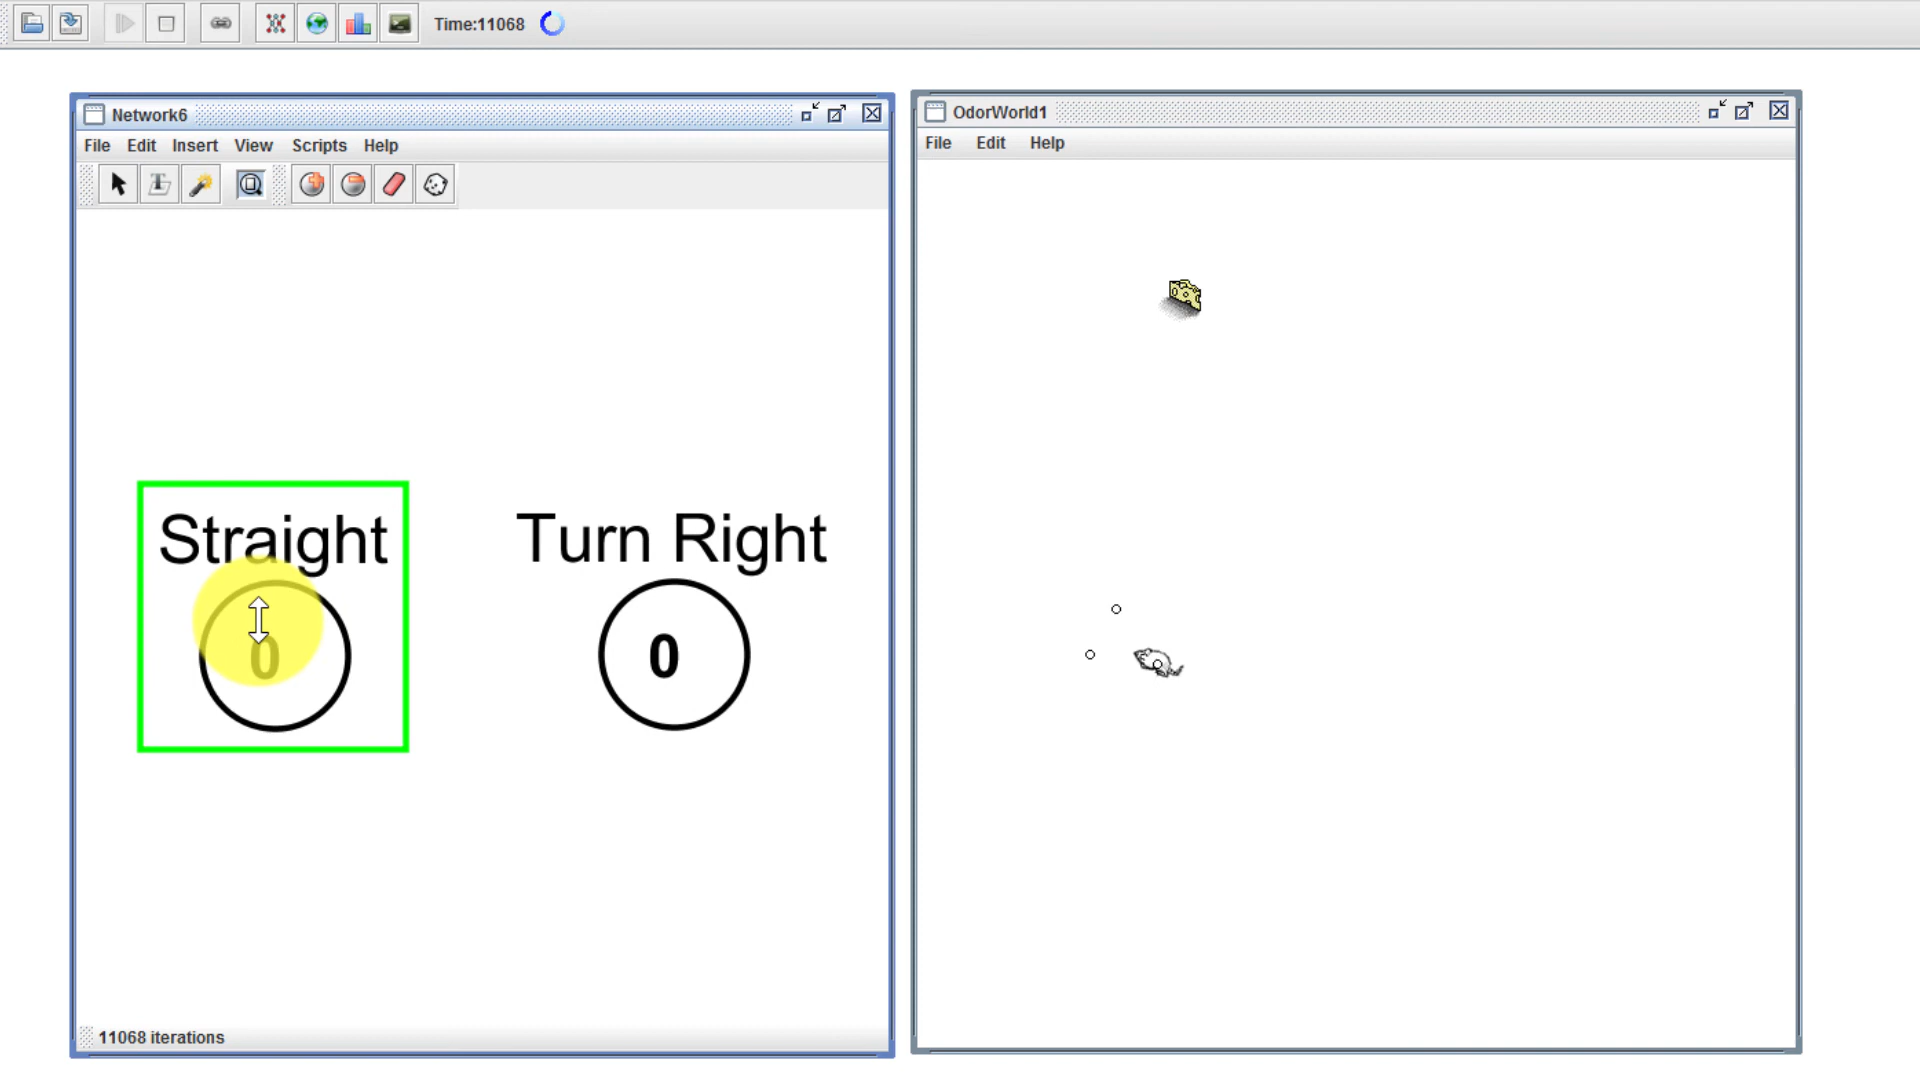 Time:11068
Network6
File Edit Insert View Scripts Help
Straight
0
Turn Right
0
11068 iterations
OdorWorld1
File Edit Help